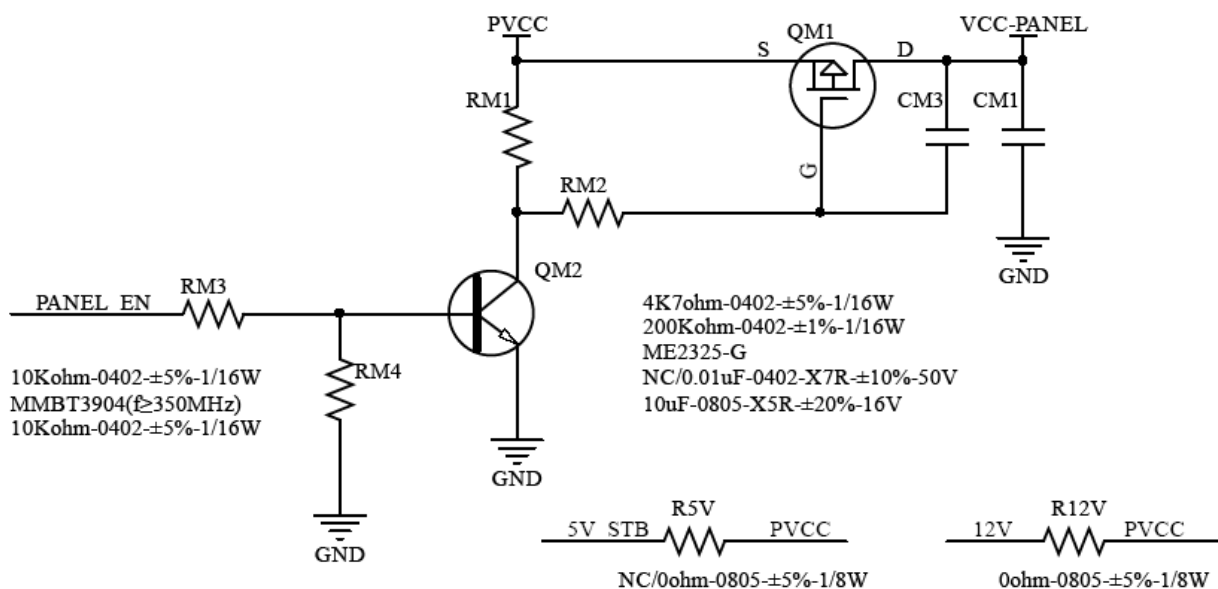 PVCC
QM1
VCC-PANEL
S
D
RM1
CM3
CM1
G
RM2
GND
QM2
RM3
PANEL_EN
4K7ohm-0402-±5%-1/16W
200Kohm-0402-±1%-1/16W
ME2325-G
NC/0.01uF-0402-X7R-±10%-50V
10uF-0805-X5R-±20%-16V
RM4
10Kohm-0402-±5%-1/16W
MMBT3904(f≥350MHz)
10Kohm-0402-±5%-1/16W
GND
GND
R5V
5V_STB
PVCC
NC/0ohm-0805-±5%-1/8W
R12V
12V
PVCC
0ohm-0805-±5%-1/8W